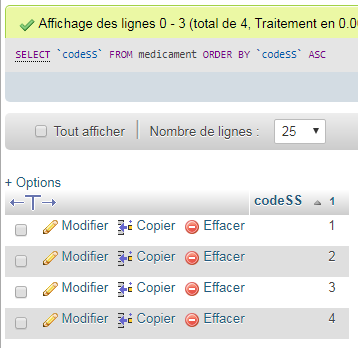 Affichage des lignes 0 - 3 (total de 4, Traitement en 0.0
SELECT `codeSS` FROM medicament ORDER BY `codeSS` ASC
Tout afficher Nombre de lignes : 25
+ Options
codeSS 1
Modifier Copier Effacer 1
Modifier Copier Effacer 2
Modifier Copier Effacer 3
Modifier Copier Effacer 4